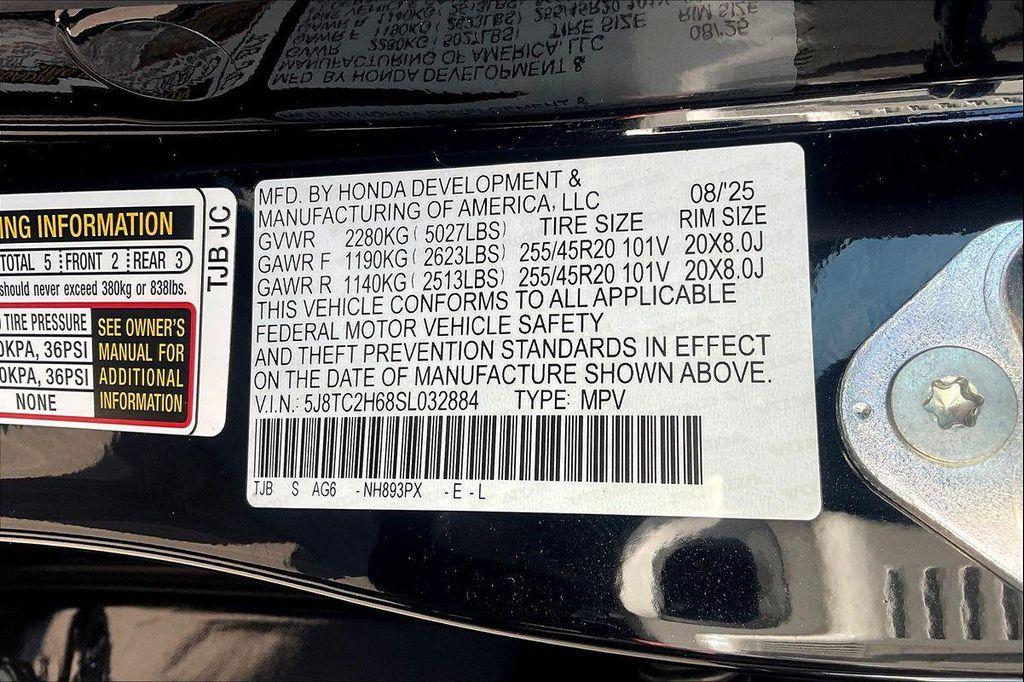 NG INFORMATION
TOTAL 5 FRONT 2 REAR 3
should never exceed 380kg or 838lbs.
TIRE PRESSURE
0KPA, 36PSI
0KPA, 36PSI
NONE
SEE OWNER'S
MANUAL FOR
ADDITIONAL
INFORMATION
TJB JC
MFD. BY HONDA DEVELOPMENT &
MANUFACTURING OF AMERICA, LLC 08/'25
GVWR 2280KG ( 5027LBS) TIRE SIZE RIM SIZE
GAWR F 1190KG ( 2623LBS) 255/45R20 101V 20X8.0J
GAWR R 1140KG ( 2513LBS) 255/45R20 101V 20X8.0J
THIS VEHICLE CONFORMS TO ALL APPLICABLE
FEDERAL MOTOR VEHICLE SAFETY
AND THEFT PREVENTION STANDARDS IN EFFECT
ON THE DATE OF MANUFACTURE SHOWN ABOVE.
V.I.N.: 5J8TC2H68SL032884 TYPE: MPV
TJB S AG6 -NH893PX -E-L